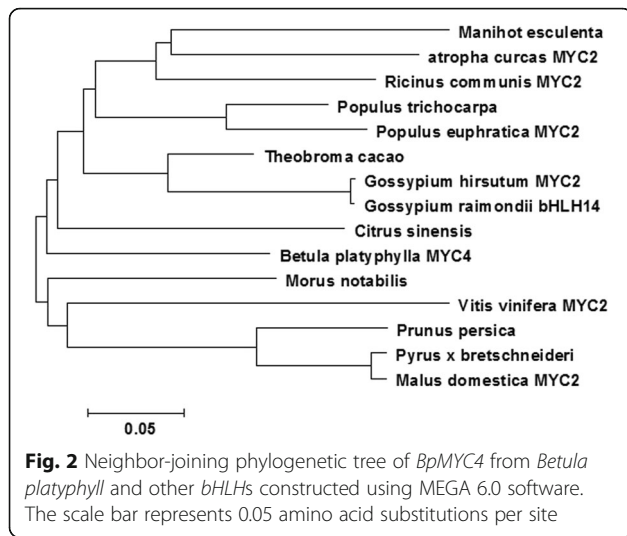 Manihot esculenta
atropha curcas MYC2
Ricinus communis MYC2
Populus trichocarpa
Populus euphratica MYC2
Theobroma cacao
Gossypium hirsutum MYC2
Gossypium raimondii bHLH14
Citrus sinensis
Betula platyphylla MYC4
Morus notabilis
Vitis vinifera MYC2
Prunus persica
Pyrus x bretschneideri
Malus domestica MYC2
0.05
Fig. 2 Neighbor-joining phylogenetic tree of BpMYC4 from Betula
platyphyll and other bHLHs constructed using MEGA 6.0 software.
The scale bar represents 0.05 amino acid substitutions per site